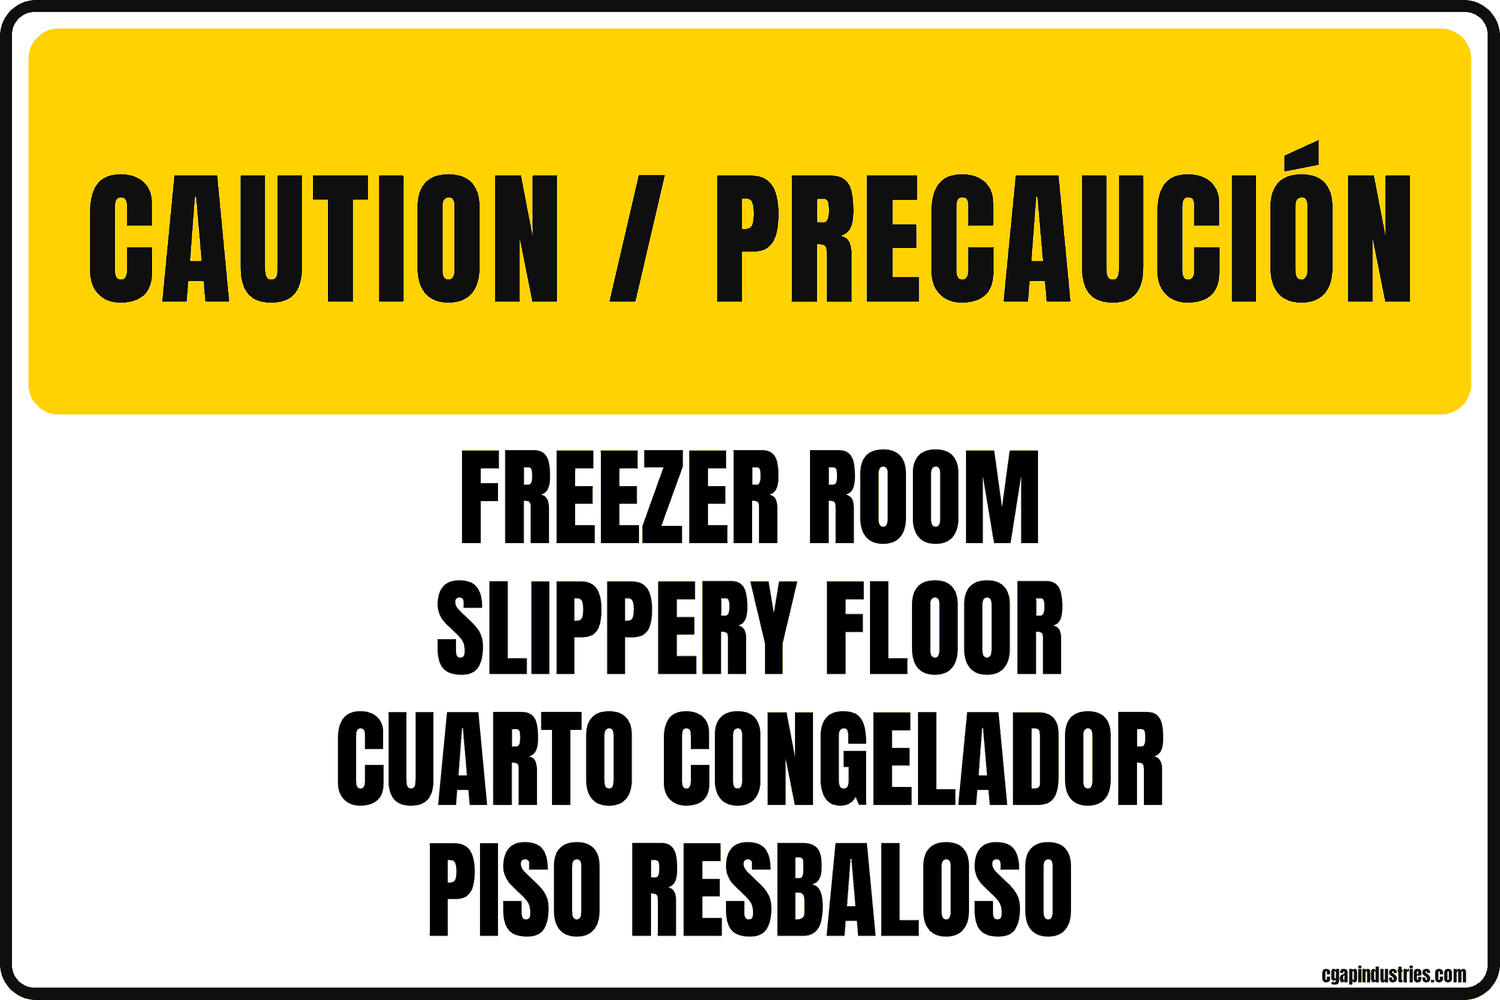 CAUTION / PRECAUCIÓN
FREEZER ROOM
SLIPPERY FLOOR
CUARTO CONGELADOR
PISO RESBALOSO
cgapindustries.com